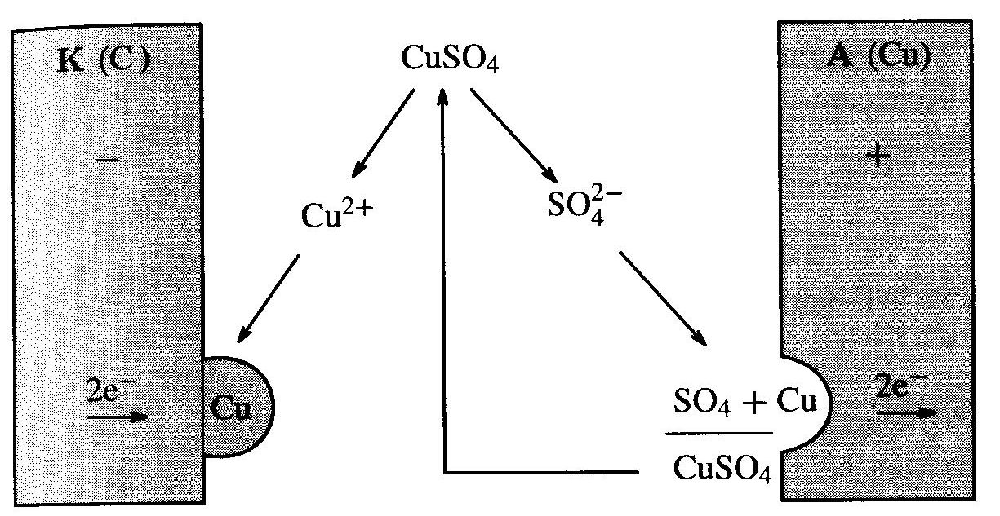 K (C)
CuSO₄
A (Cu)
−
+
Cu²⁺
SO₄²⁻
2e⁻
Cu
SO₄ + Cu
2e⁻
CuSO₄